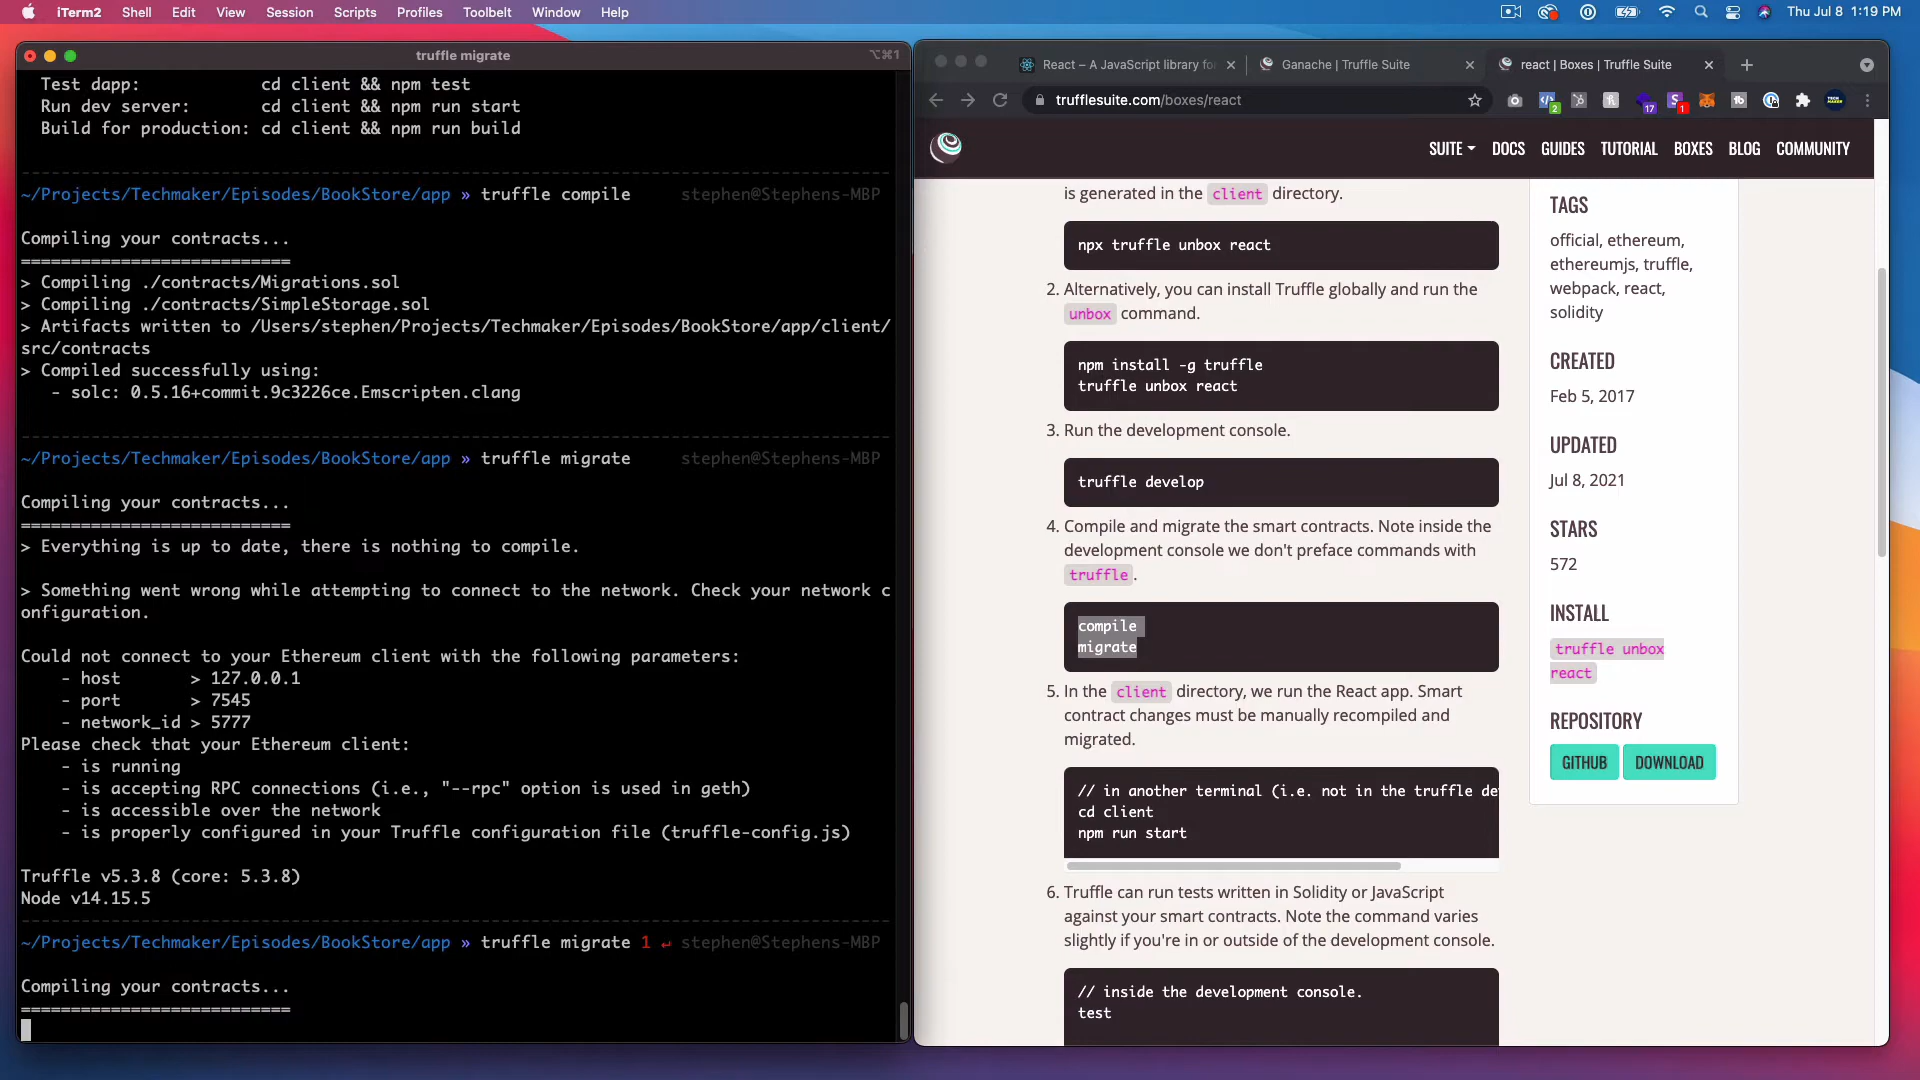 iTerm2 Shell Edit View Session Scripts Profiles Toolbelt Window Help
Thu Jul 8 1:19 PM
truffle migrate
⌥⌘1
Test dapp: cd client && npm test
Run dev server: cd client && npm run start
Build for production: cd client && npm run build
~/Projects/Techmaker/Episodes/BookStore/app » truffle compile stephen@Stephens-MBP
Compiling your contracts...
===========================
> Compiling ./contracts/Migrations.sol
> Compiling ./contracts/SimpleStorage.sol
> Artifacts written to /Users/stephen/Projects/Techmaker/Episodes/BookStore/app/client/
src/contracts
> Compiled successfully using:
- solc: 0.5.16+commit.9c3226ce.Emscripten.clang
~/Projects/Techmaker/Episodes/BookStore/app » truffle migrate stephen@Stephens-MBP
Compiling your contracts...
===========================
> Everything is up to date, there is nothing to compile.
> Something went wrong while attempting to connect to the network. Check your network c
onfiguration.
Could not connect to your Ethereum client with the following parameters:
- host > 127.0.0.1
- port > 7545
- network_id > 5777
Please check that your Ethereum client:
- is running
- is accepting RPC connections (i.e., "--rpc" option is used in geth)
- is accessible over the network
- is properly configured in your Truffle configuration file (truffle-config.js)
Truffle v5.3.8 (core: 5.3.8)
Node v14.15.5
~/Projects/Techmaker/Episodes/BookStore/app » truffle migrate 1 ↵ stephen@Stephens-MBP
Compiling your contracts...
===========================
React – A JavaScript library fo
Ganache | Truffle Suite
react | Boxes | Truffle Suite
trufflesuite.com/boxes/react
2
17
1
SUITE DOCS GUIDES TUTORIAL BOXES BLOG COMMUNITY
is generated in the client directory.
npx truffle unbox react
2. Alternatively, you can install Truffle globally and run the
unbox command.
npm install -g truffle
truffle unbox react
3. Run the development console.
truffle develop
4. Compile and migrate the smart contracts. Note inside the
development console we don't preface commands with
truffle.
compile
migrate
5. In the client directory, we run the React app. Smart
contract changes must be manually recompiled and
migrated.
// in another terminal (i.e. not in the truffle de
cd client
npm run start
6. Truffle can run tests written in Solidity or JavaScript
against your smart contracts. Note the command varies
slightly if you're in or outside of the development console.
// inside the development console.
test
TAGS
official, ethereum,
ethereumjs, truffle,
webpack, react,
solidity
CREATED
Feb 5, 2017
UPDATED
Jul 8, 2021
STARS
572
INSTALL
truffle unbox
react
REPOSITORY
GITHUB DOWNLOAD